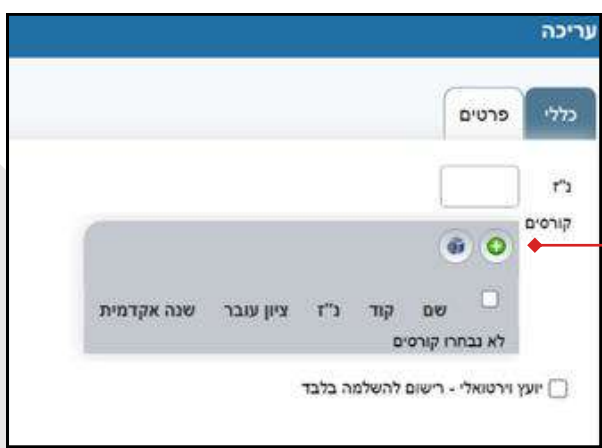 עריכה
כללי פרטים
נ"ז
קורסים
שם קוד נ"ז ציון עובר שנה אקדמית
לא נבחרו קורסים
יועץ וירטואלי - רישום להשלמה בלבד